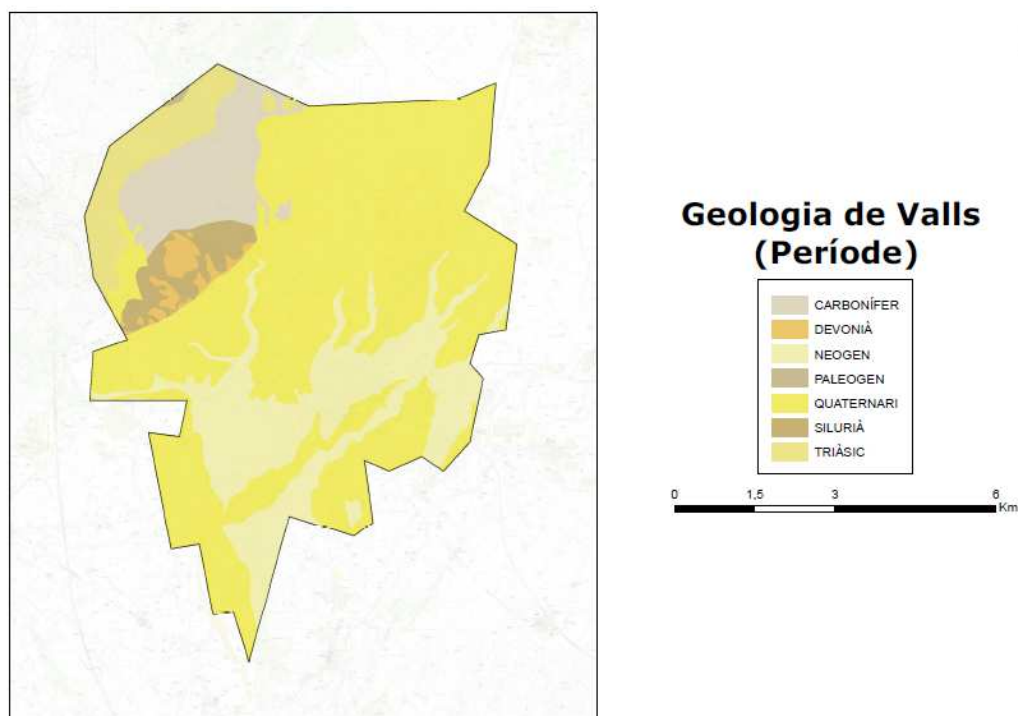 Geologia de Valls
(Període)
CARBONÍFER
DEVONIÀ
NEOGEN
PALEOGEN
QUATERNARI
SILURIÀ
TRIÀSIC
0 1,5 3 6
Km